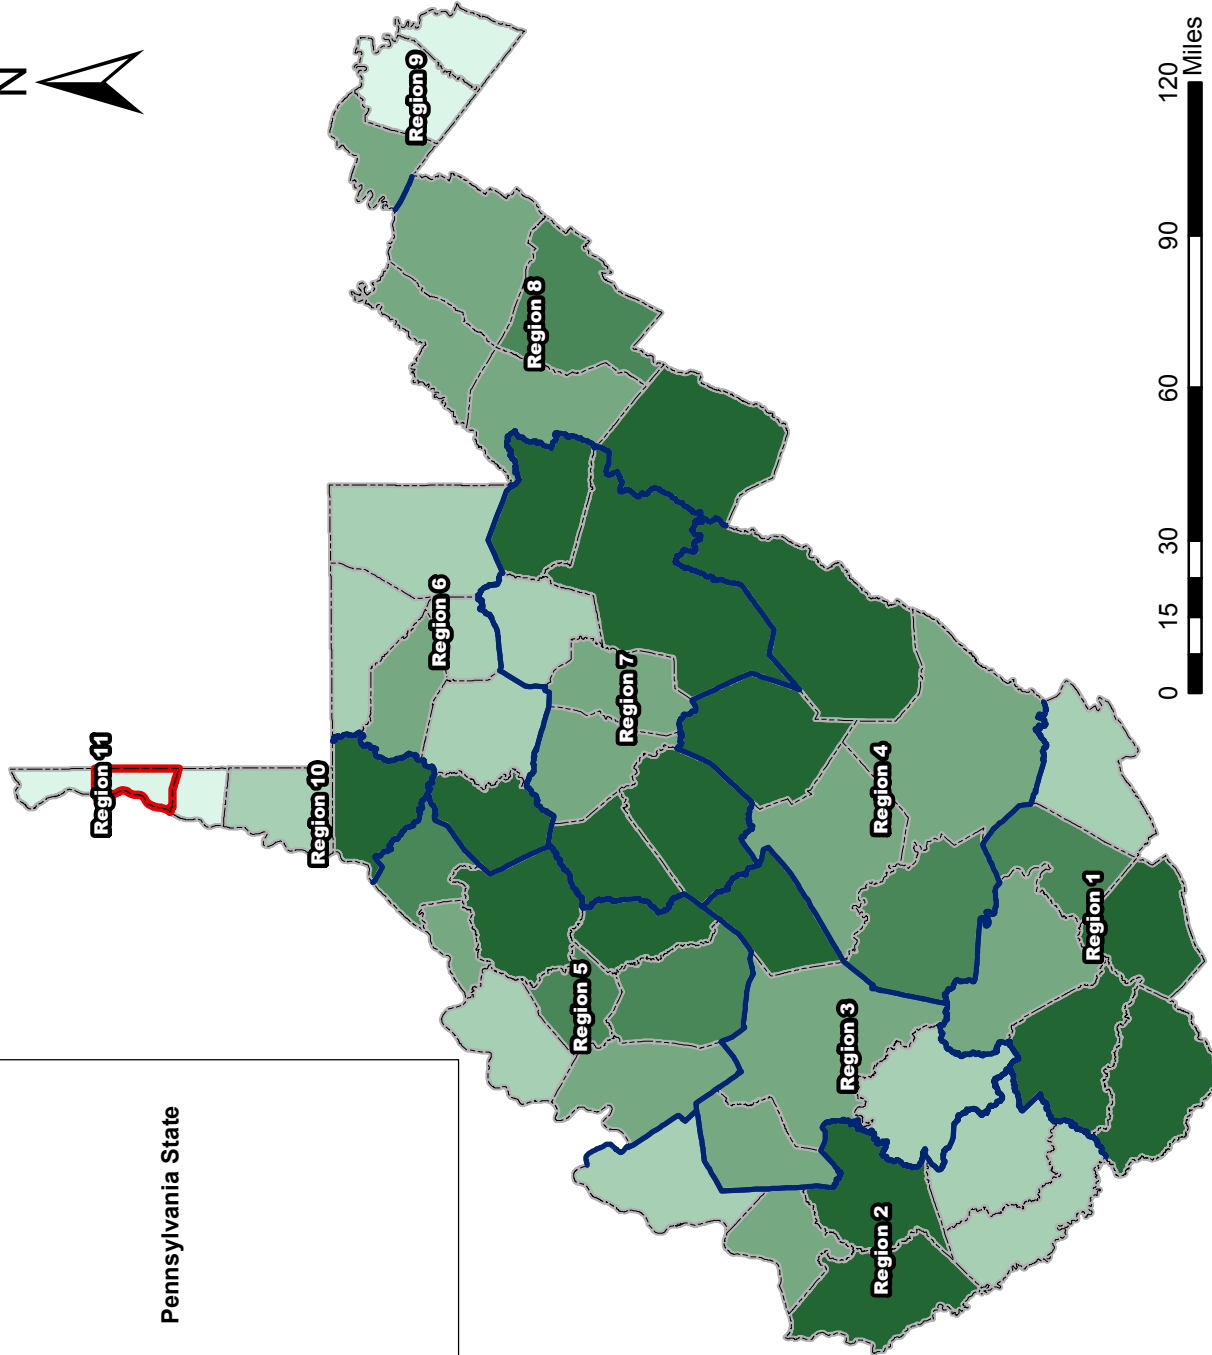 N
Region 11
Region 10
Region 9
Region 8
Region 6
Region 7
Region 5
Region 4
Region 3
Region 2
Region 1
Pennsylvania State
0 15 30 60 90 120
Miles